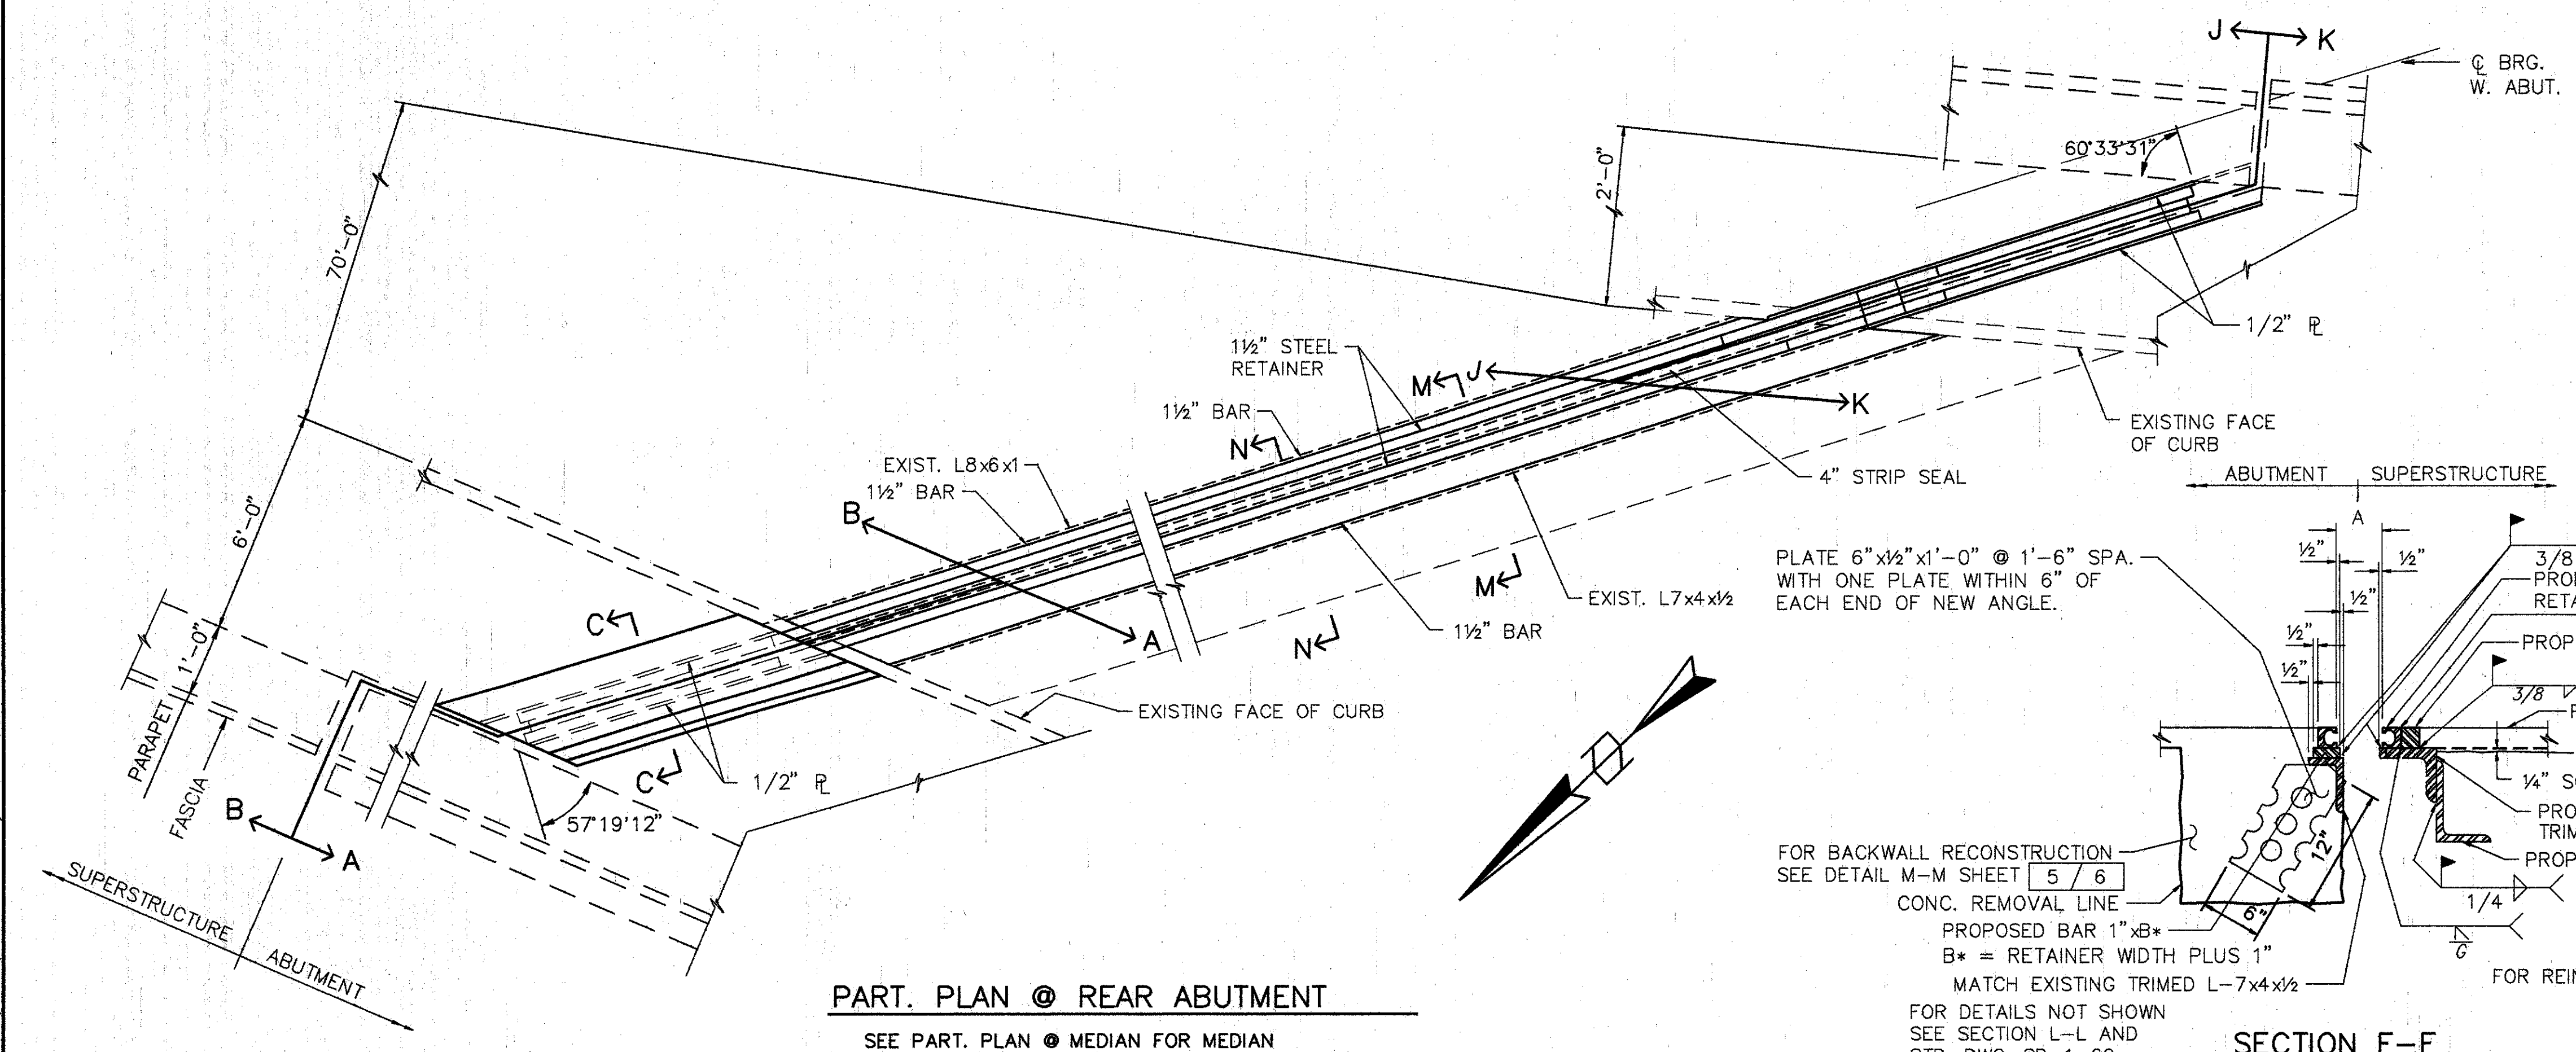 J K
℄ BRG.
W. ABUT.
60°33'31"
2'-0"
70'-0"
1/2" ℞
1½" STEEL
RETAINER
M J
K
1½" BAR
N
EXISTING FACE
OF CURB
EXIST. L8x6x1
1½" BAR
4" STRIP SEAL
ABUTMENT SUPERSTRUCTURE
B
A
6'-0"
PLATE 6"x½"x1'-0" @ 1'-6" SPA.
WITH ONE PLATE WITHIN 6" OF
EACH END OF NEW ANGLE.
½" ½"
3/8
½"
½"
½"
M
EXIST. L7x4x½
1½" BAR
C
A
N
3/8
1'-0"
PARAPET
FASCIA
EXISTING FACE OF CURB
C
1/2" ℞
57°19'12"
B
A
SUPERSTRUCTURE
ABUTMENT
FOR BACKWALL RECONSTRUCTION
SEE DETAIL M-M SHEET 5 / 6
CONC. REMOVAL LINE
PROPOSED BAR 1"xB*
B* = RETAINER WIDTH PLUS 1"
MATCH EXISTING TRIMED L-7x4x½
12"
6"
¼"
1/4
G
PART. PLAN @ REAR ABUTMENT
SEE PART. PLAN @ MEDIAN FOR MEDIAN
FOR DETAILS NOT SHOWN
SEE SECTION L-L AND
SECTION F-F